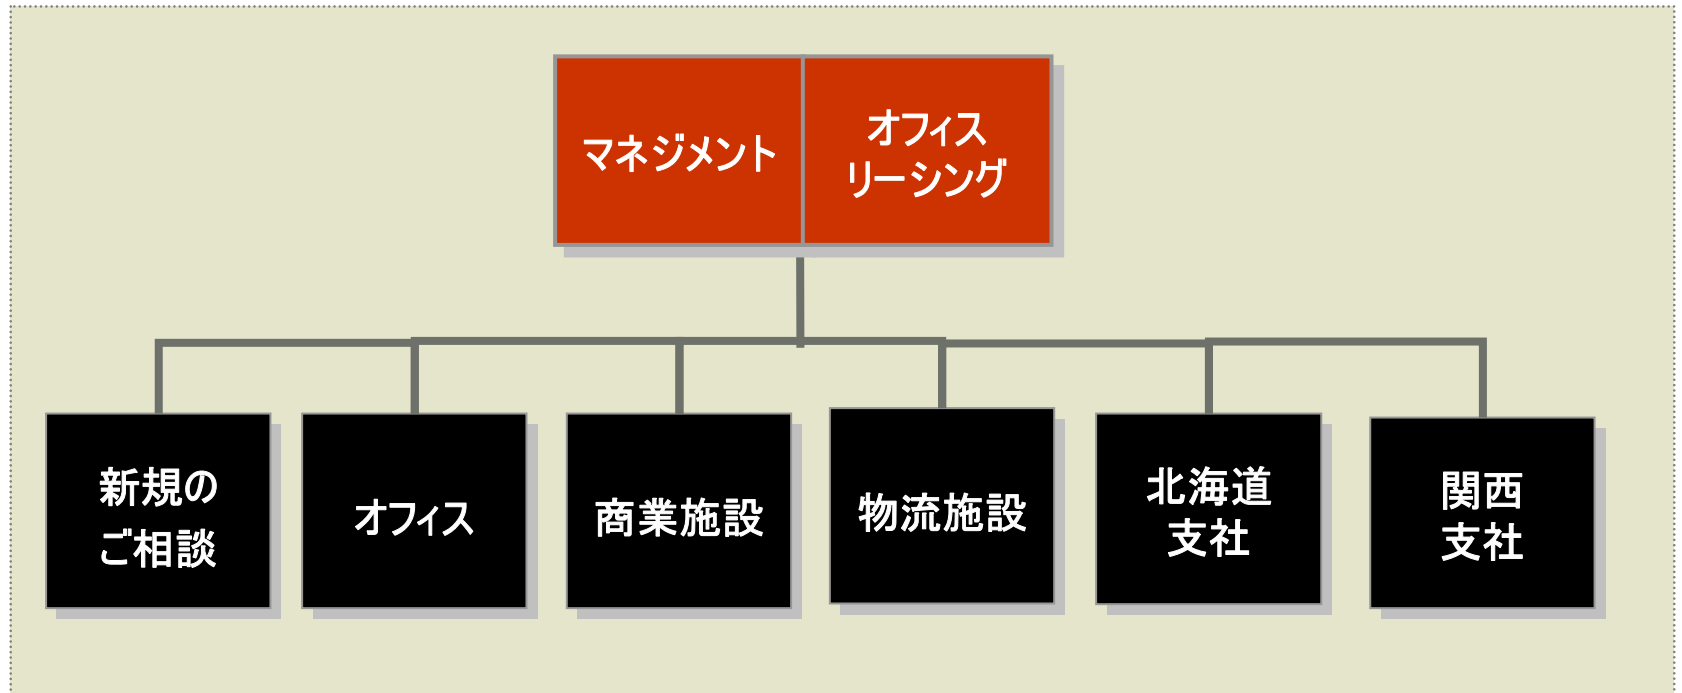 マネジメント
オフィス
リーシング
新規の
ご相談
オフィス
商業施設
物流施設
北海道
支社
関西
支社